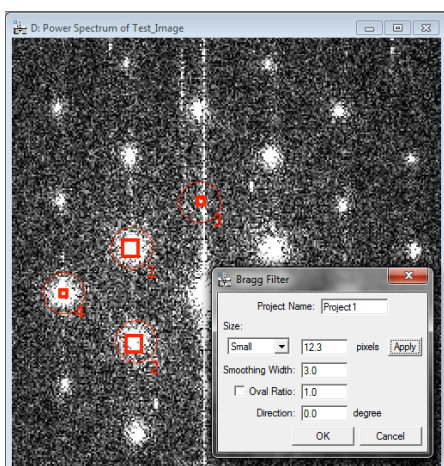 D: Power Spectrum of Test_Image
3
1
4
2
Bragg Filter
Project Name: Project1
Size:
Small 12.3 pixels Apply
Smoothing Width: 3.0
Oval Ratio: 1.0
Direction: 0.0 degree
OK Cancel